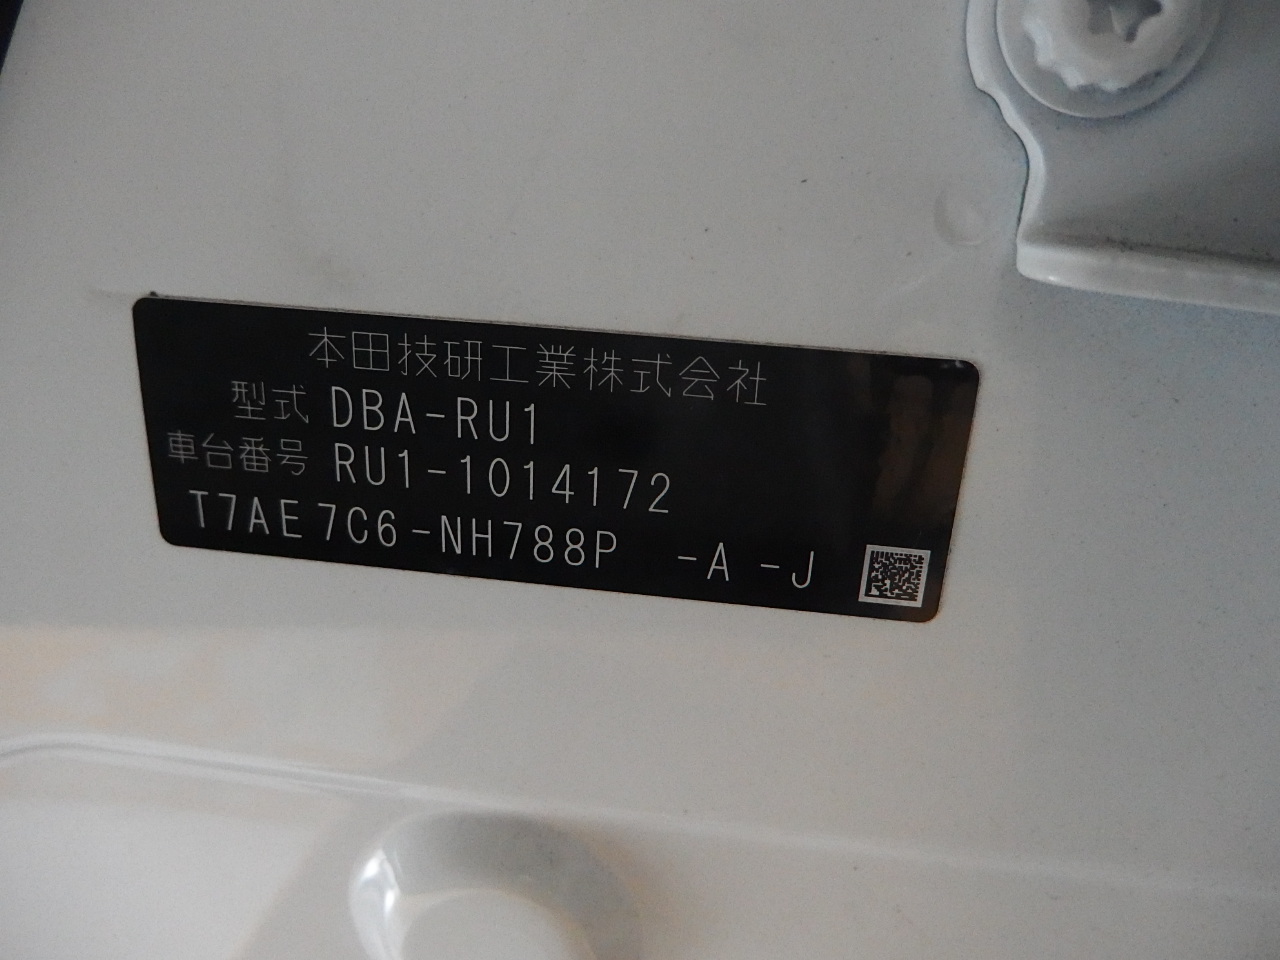 本田技研工業株式会社
型式 DBA-RU1
車台番号 RU1-1014172
T7AE7C6-NH788P -A -J